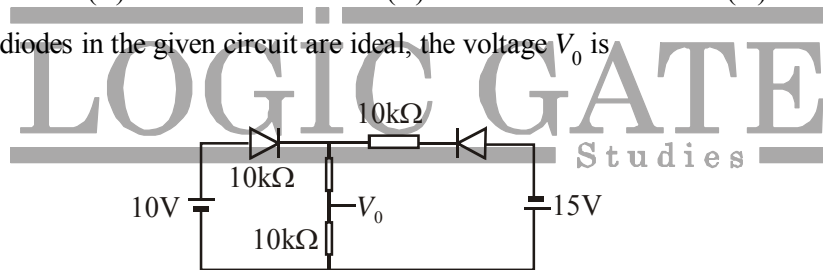 diodes in the given circuit are ideal, the voltage V₀ is
LOGIC GATE
Studies
10kΩ
10kΩ
10V
V₀
15V
10kΩ